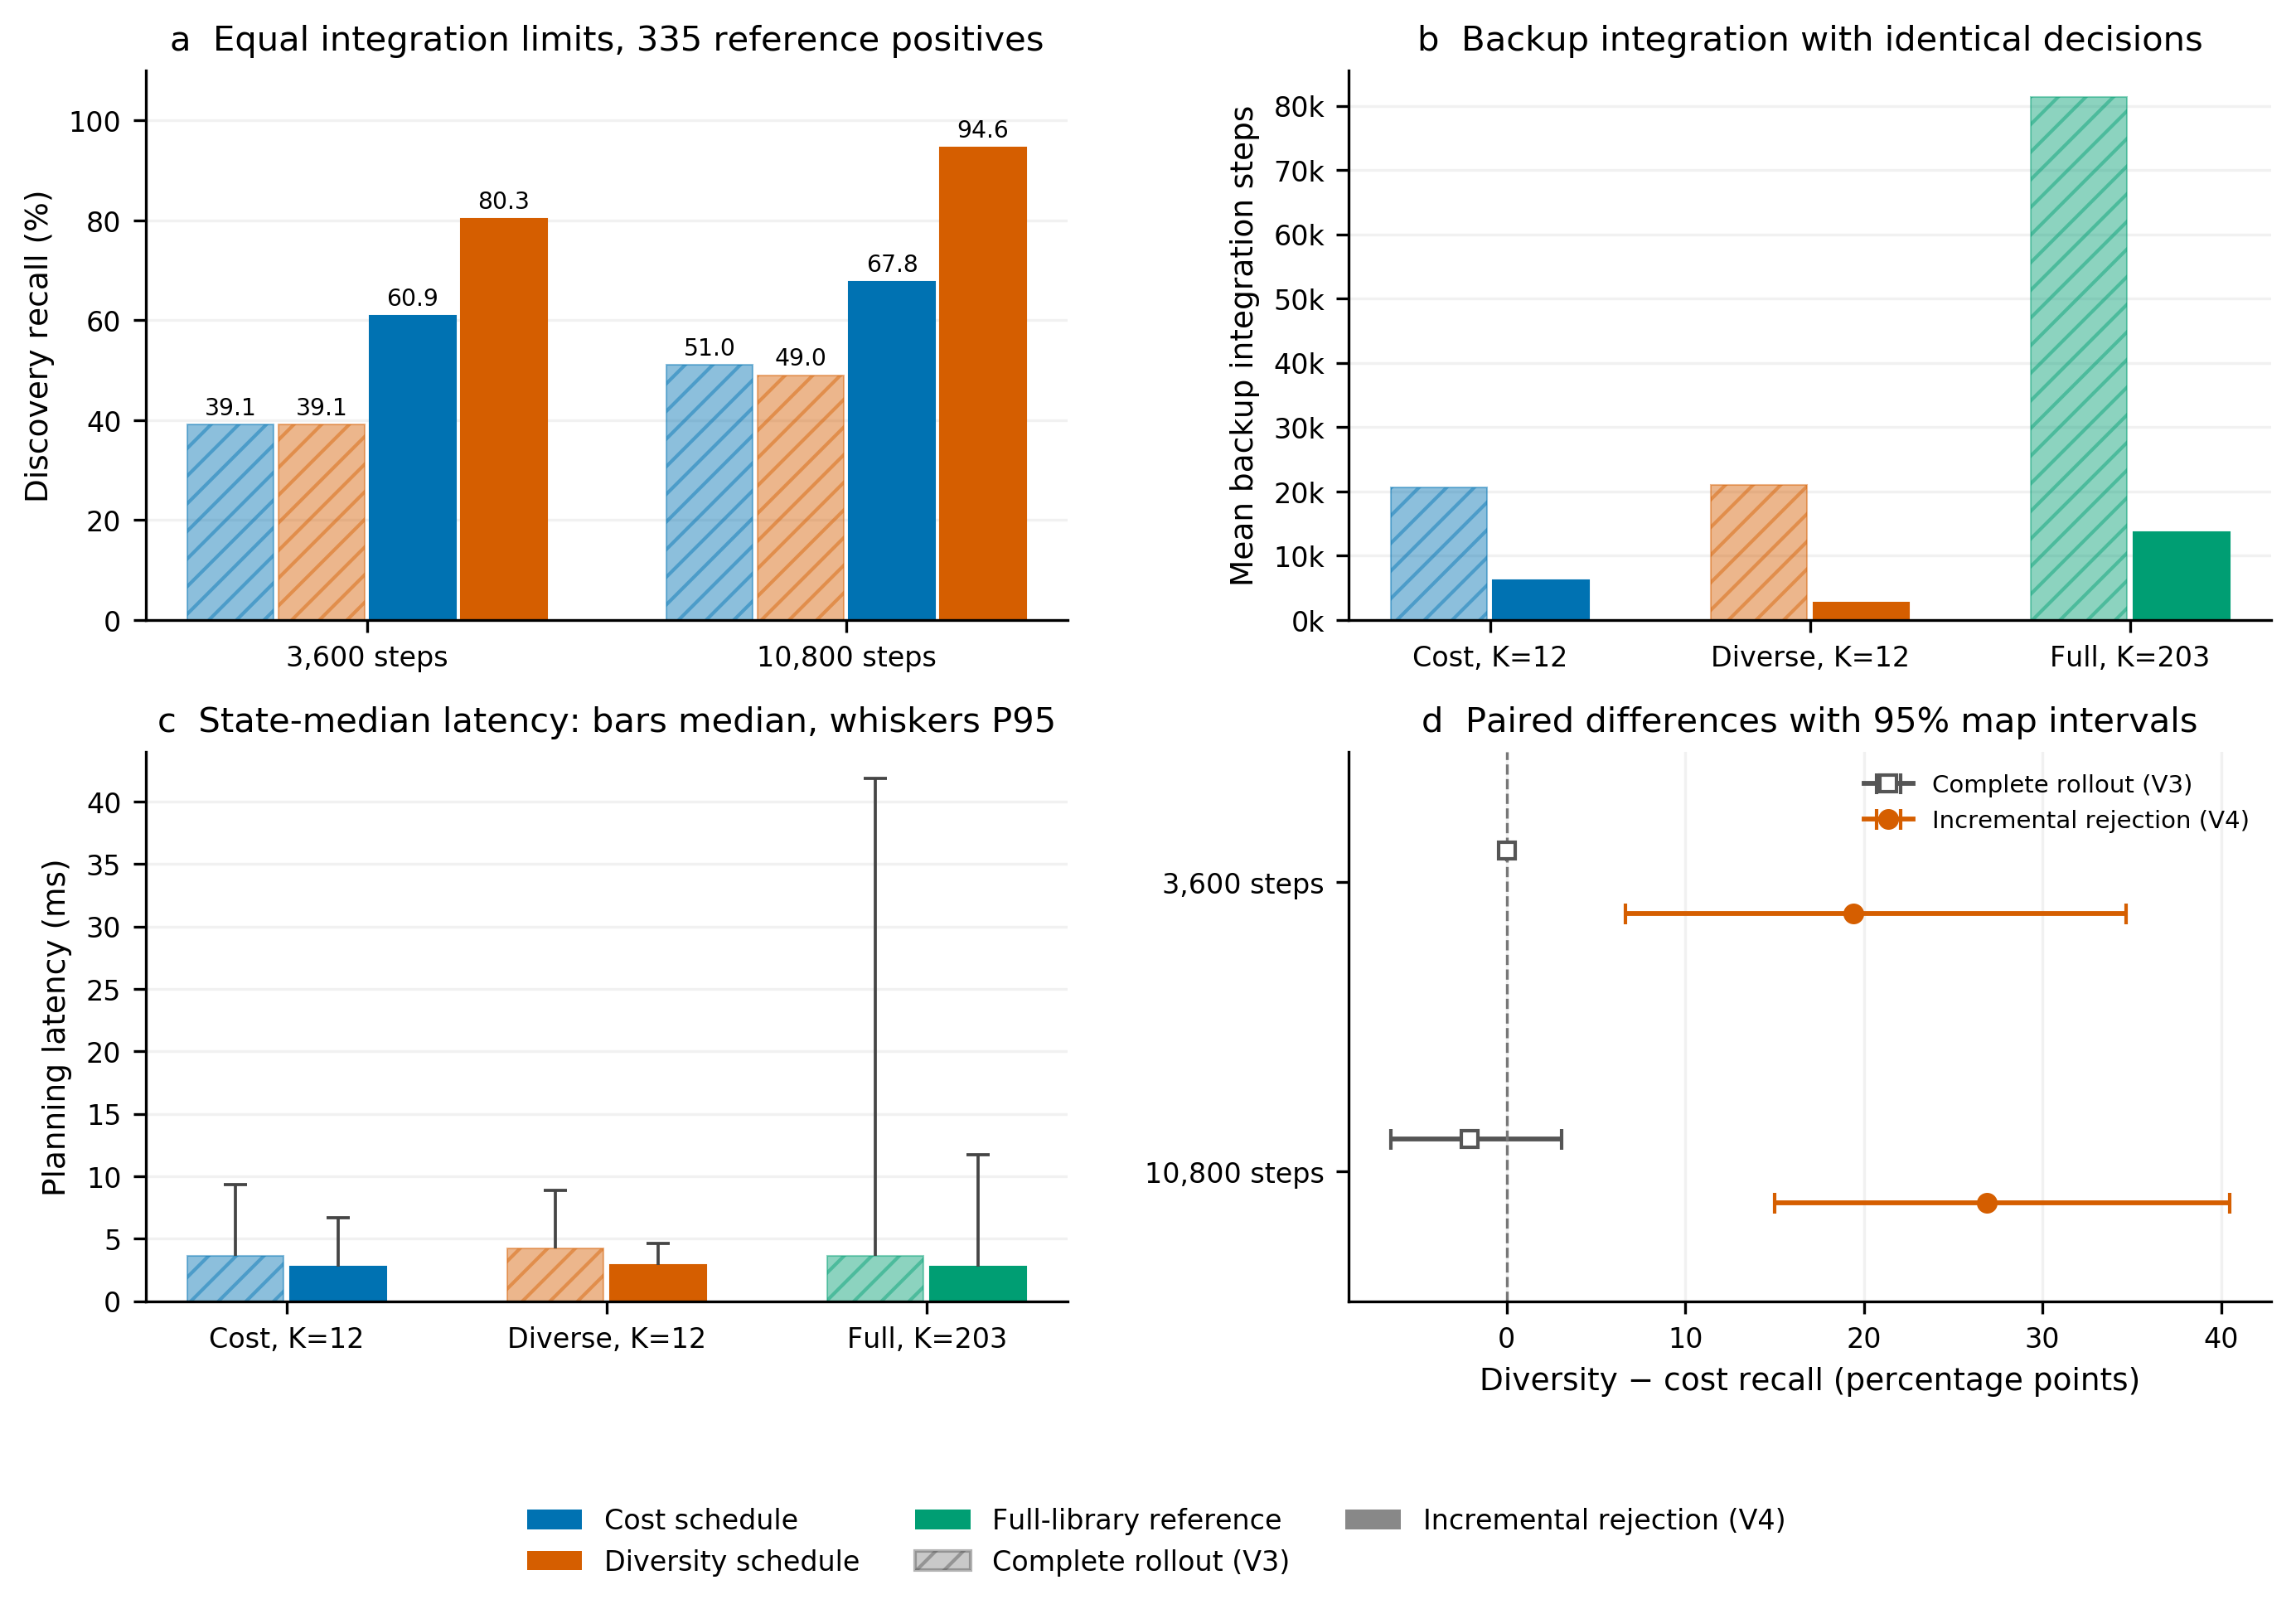 a Equal integration limits, 335 reference positives
Discovery recall (%)
100
80
60
40
20
0
39.1
39.1
60.9
80.3
51.0
49.0
67.8
94.6
3,600 steps
10,800 steps
b Backup integration with identical decisions
Mean backup integration steps
80k
70k
60k
50k
40k
30k
20k
10k
0k
Cost, K=12
Diverse, K=12
Full, K=203
c State-median latency: bars median, whiskers P95
Planning latency (ms)
40
35
30
25
20
15
10
5
0
Cost, K=12
Diverse, K=12
Full, K=203
d Paired differences with 95% map intervals
Complete rollout (V3)
Incremental rejection (V4)
3,600 steps
10,800 steps
0
10
20
30
40
Diversity − cost recall (percentage points)
Cost schedule
Diversity schedule
Full-library reference
Complete rollout (V3)
Incremental rejection (V4)